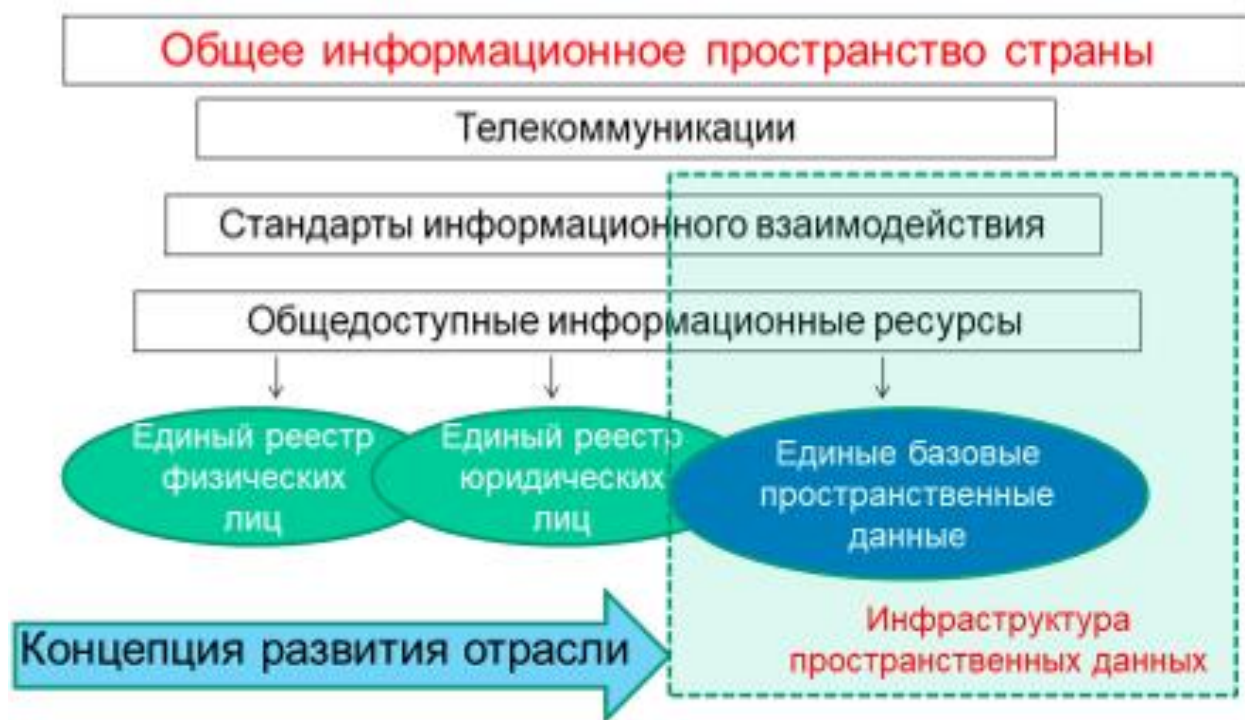 Общее информационное пространство страны
Телекоммуникации
Стандарты информационного взаимодействия
Общедоступные информационные ресурсы
Единый реестр
физических
лиц
Единый реестр
юридических
лиц
Единые базовые
пространственные
данные
Концепция развития отрасли
Инфраструктура
пространственных данных